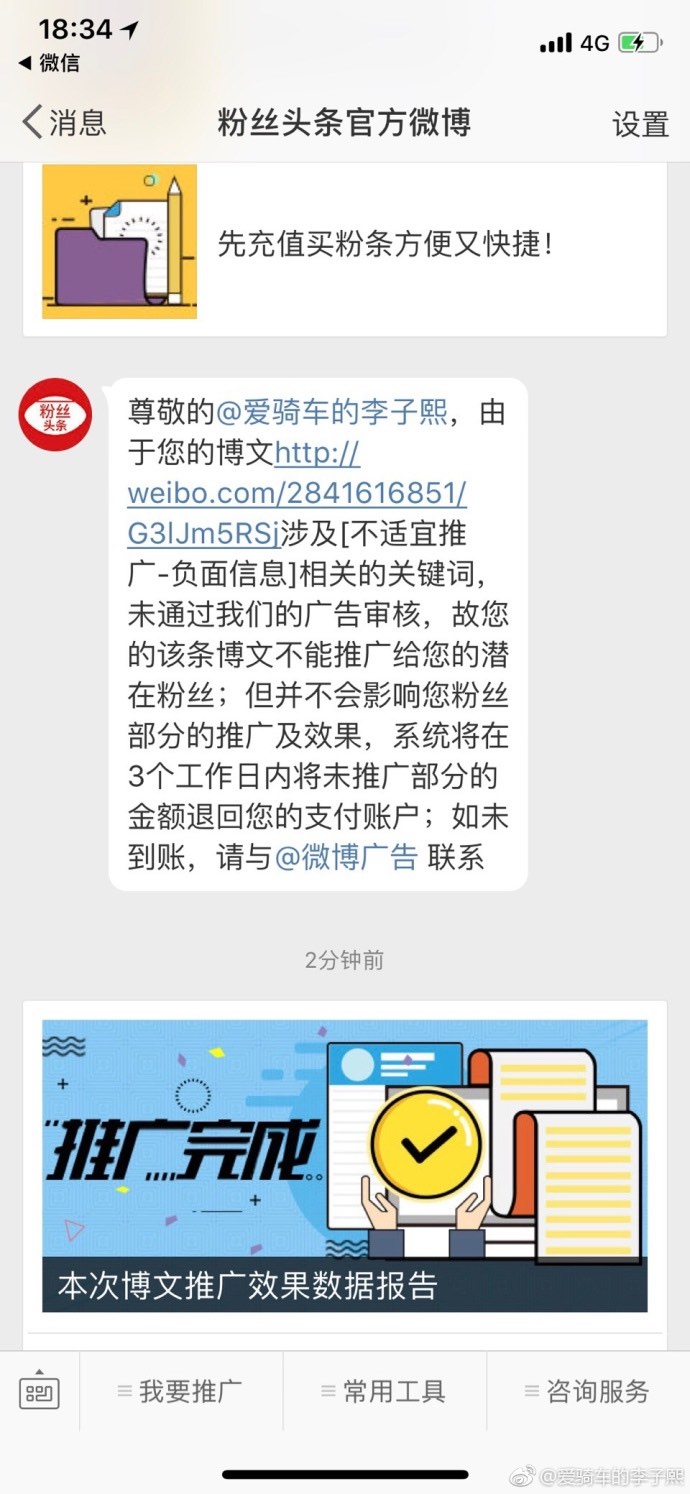 18:34
4G
微信
消息
粉丝头条官方微博
设置
先充值买粉条方便又快捷!
粉丝
头条
尊敬的@爱骑车的李子熙，由
于您的博文http://
weibo.com/2841616851/
G3lJm5RSj涉及[不适宜推
广-负面信息]相关的关键词，
未通过我们的广告审核，故您
的该条博文不能推广给您的潜
在粉丝；但并不会影响您粉丝
部分的推广及效果，系统将在
3个工作日内将未推广部分的
金额退回您的支付账户；如未
到账，请与@微博广告 联系
2分钟前
推广完成
本次博文推广效果数据报告
我要推广
常用工具
咨询服务
@爱骑车的李子熙